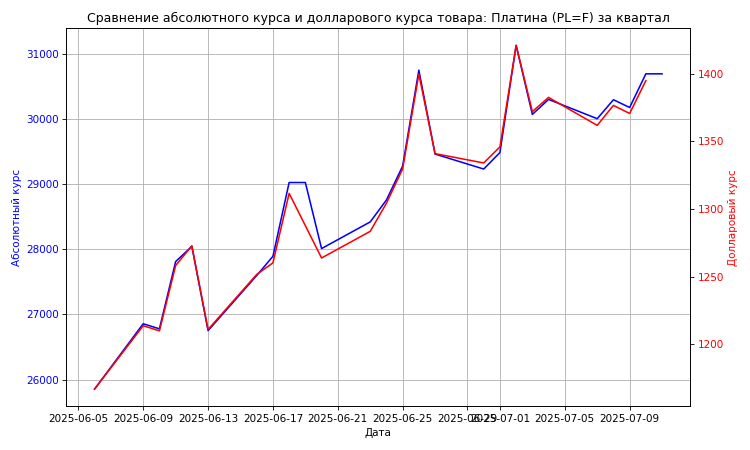 Сравнение абсолютного курса и долларового курса товара: Платина (PL=F) за квартал
31000
30000
29000
28000
27000
26000
Абсолютный курс
1400
1350
1300
1250
1200
Долларовый курс
2025-06-05 2025-06-09 2025-06-13 2025-06-17 2025-06-21 2025-06-25 2025-06-29 2025-07-01 2025-07-05 2025-07-09
Дата